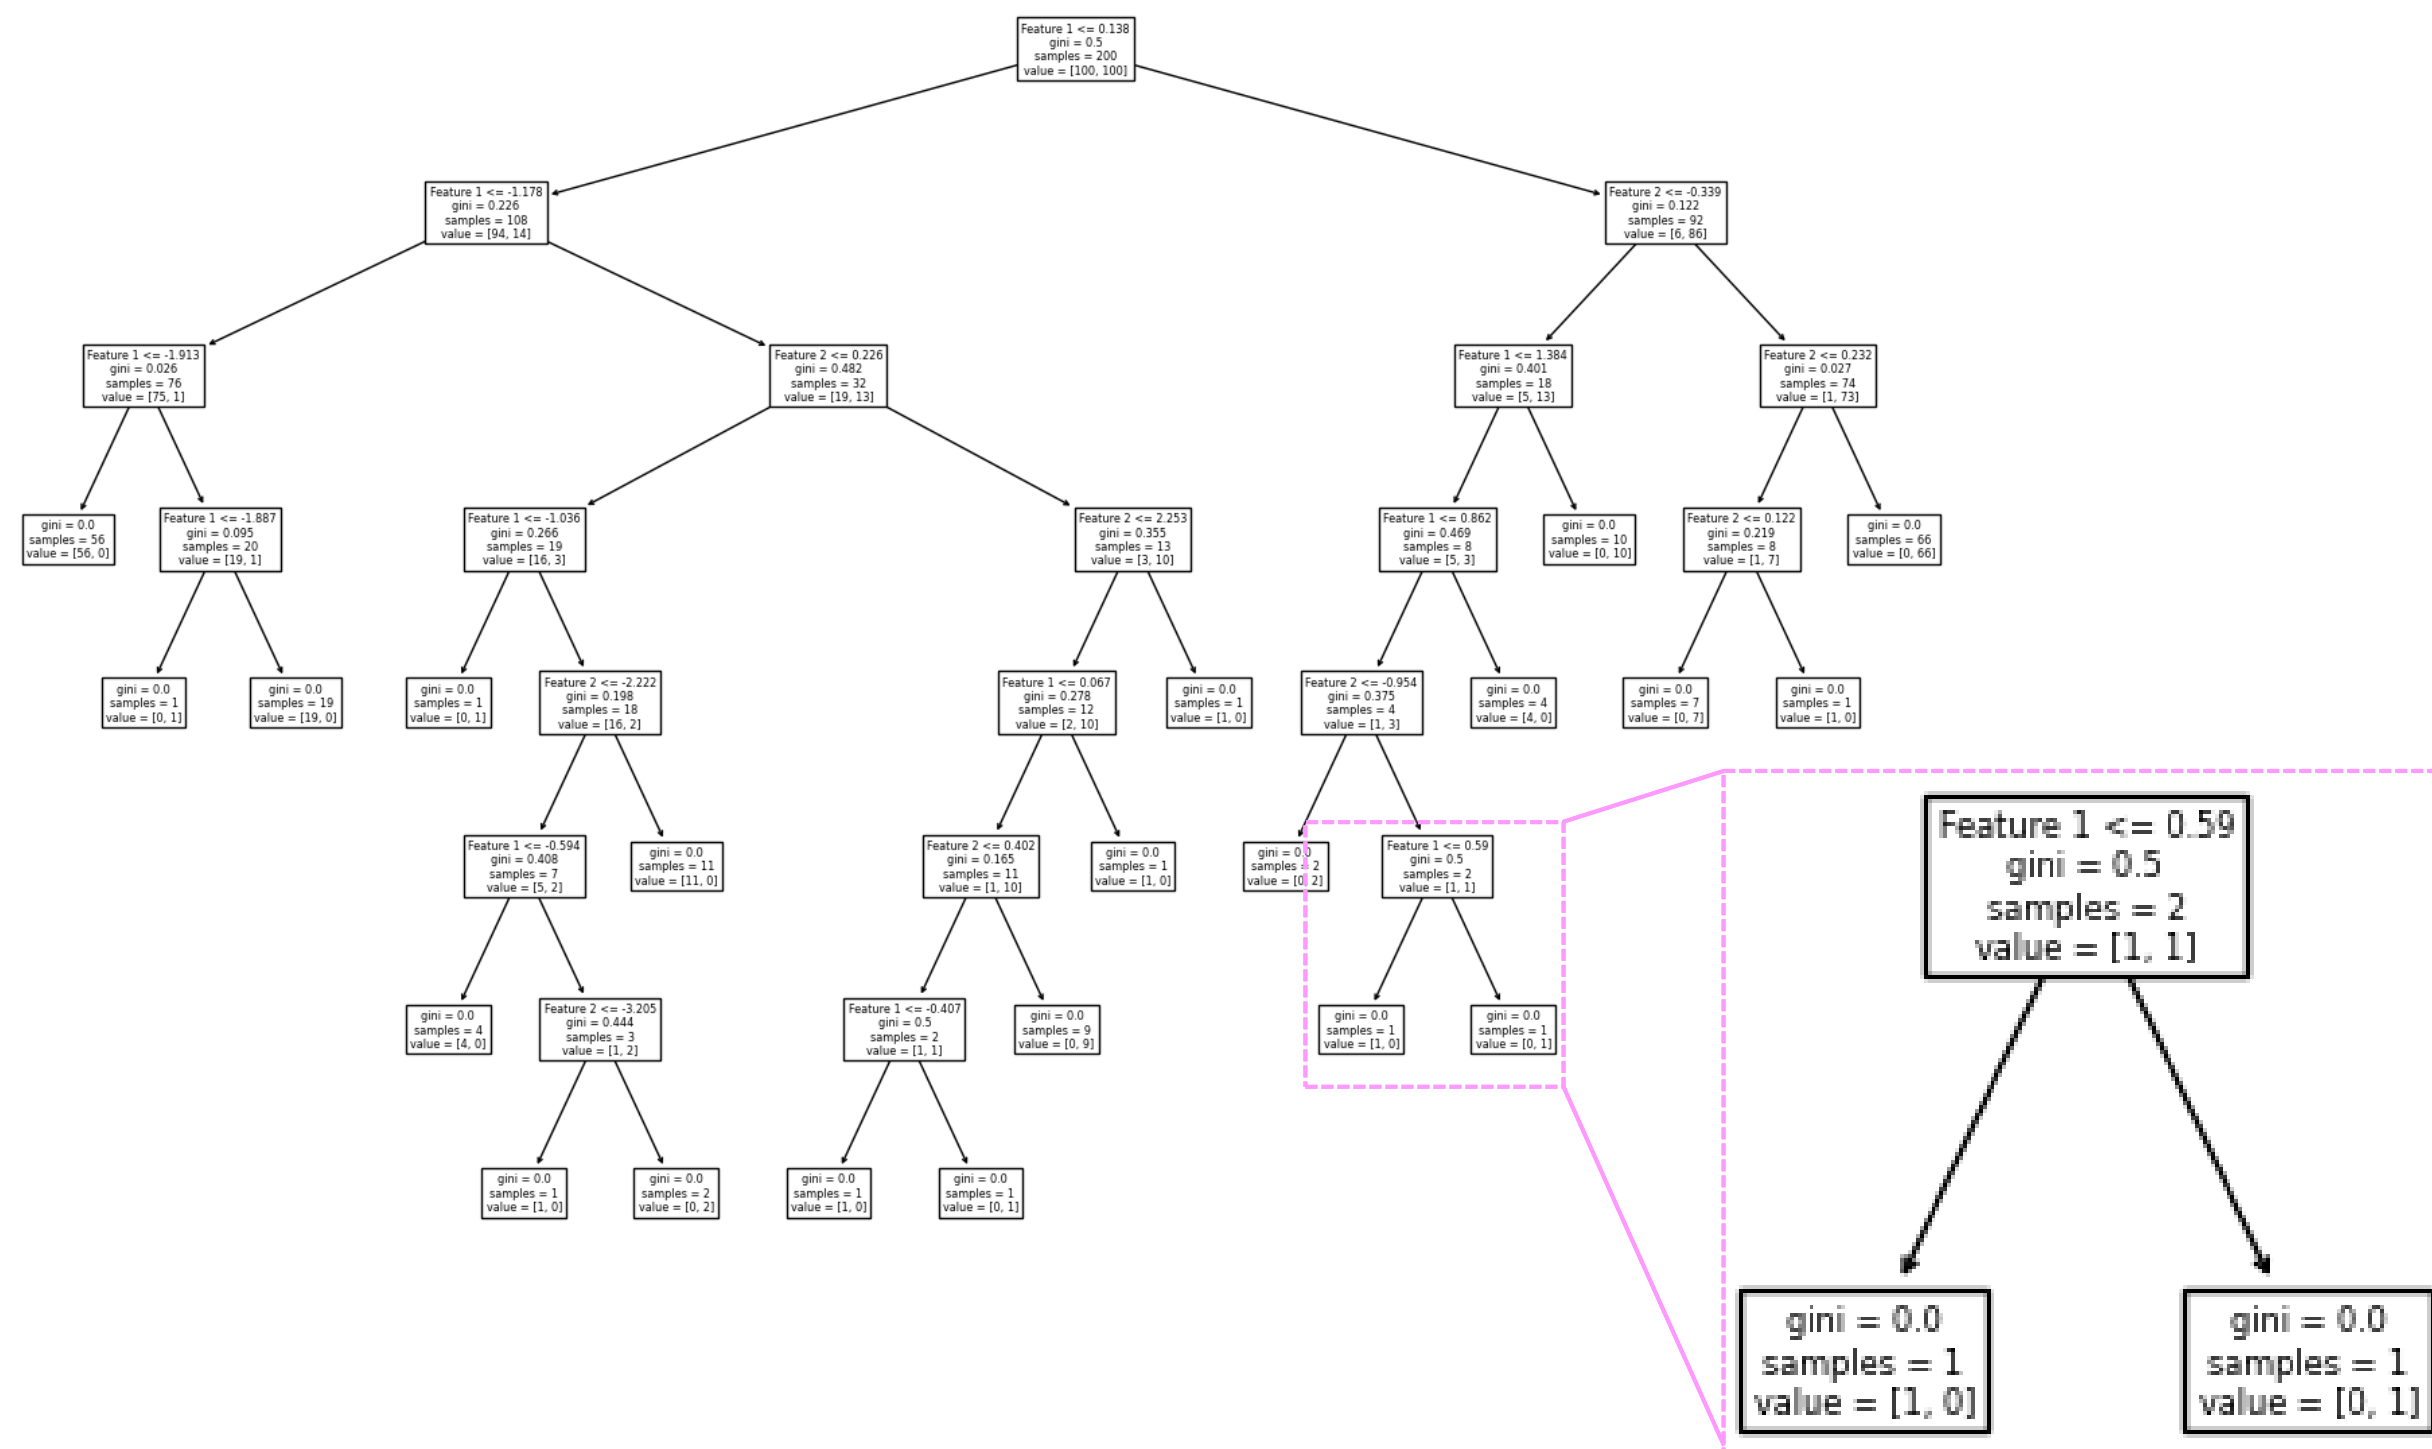 Feature 1 <= 0.138
gini = 0.5
samples = 200
value = [100, 100]
Feature 1 <= -1.178
gini = 0.226
samples = 108
value = [94, 14]
Feature 2 <= -0.339
gini = 0.122
samples = 92
value = [6, 86]
Feature 1 <= -1.913
gini = 0.026
samples = 76
value = [75, 1]
Feature 2 <= 0.226
gini = 0.482
samples = 32
value = [19, 13]
Feature 1 <= 1.384
gini = 0.401
samples = 18
value = [5, 13]
Feature 2 <= 0.232
gini = 0.027
samples = 74
value = [1, 73]
gini = 0.0
samples = 56
value = [56, 0]
Feature 1 <= -1.887
gini = 0.095
samples = 20
value = [19, 1]
Feature 1 <= -1.036
gini = 0.266
samples = 19
value = [16, 3]
Feature 2 <= 2.253
gini = 0.355
samples = 13
value = [3, 10]
Feature 1 <= 0.862
gini = 0.469
samples = 8
value = [5, 3]
gini = 0.0
samples = 10
value = [0, 10]
Feature 2 <= 0.122
gini = 0.219
samples = 8
value = [1, 7]
gini = 0.0
samples = 66
value = [0, 66]
gini = 0.0
samples = 1
value = [0, 1]
gini = 0.0
samples = 19
value = [19, 0]
gini = 0.0
samples = 1
value = [0, 1]
Feature 2 <= -2.222
gini = 0.198
samples = 18
value = [16, 2]
Feature 1 <= 0.067
gini = 0.278
samples = 12
value = [2, 10]
gini = 0.0
samples = 1
value = [1, 0]
Feature 2 <= -0.954
gini = 0.375
samples = 4
value = [1, 3]
gini = 0.0
samples = 4
value = [4, 0]
gini = 0.0
samples = 7
value = [0, 7]
gini = 0.0
samples = 1
value = [1, 0]
Feature 1 <= -0.594
gini = 0.408
samples = 7
value = [5, 2]
gini = 0.0
samples = 11
value = [11, 0]
Feature 2 <= 0.402
gini = 0.165
samples = 11
value = [1, 10]
gini = 0.0
samples = 1
value = [1, 0]
gini = 0.0
samples = 2
value = [0, 2]
Feature 1 <= 0.59
gini = 0.5
samples = 2
value = [1, 1]
gini = 0.0
samples = 4
value = [4, 0]
Feature 2 <= -3.205
gini = 0.444
samples = 3
value = [1, 2]
Feature 1 <= -0.407
gini = 0.5
samples = 2
value = [1, 1]
gini = 0.0
samples = 9
value = [0, 9]
gini = 0.0
samples = 1
value = [1, 0]
gini = 0.0
samples = 1
value = [0, 1]
gini = 0.0
samples = 1
value = [1, 0]
gini = 0.0
samples = 2
value = [0, 2]
gini = 0.0
samples = 1
value = [1, 0]
gini = 0.0
samples = 1
value = [0, 1]
Feature 1 <= 0.59
gini = 0.5
samples = 2
value = [1, 1]
gini = 0.0
samples = 1
value = [1, 0]
gini = 0.0
samples = 1
value = [0, 1]